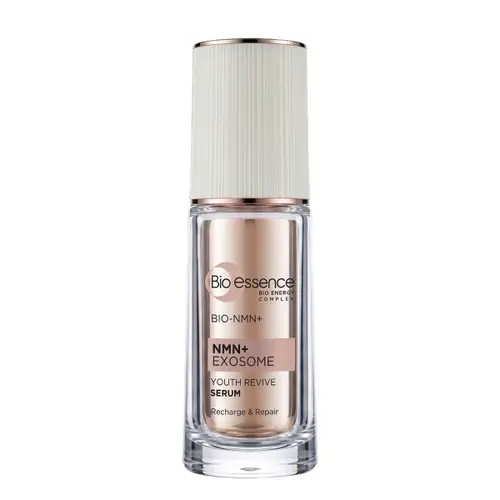 Bio essence
BIO ENERGY
COMPLEX
BIO-NMN+
NMN+
EXOSOME
YOUTH REVIVE
SERUM
Recharge & Repair